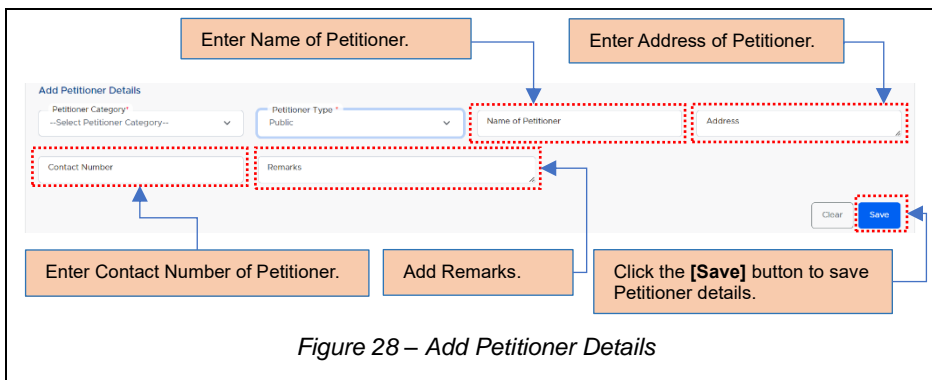 Enter Name of Petitioner.
Enter Address of Petitioner.
Add Petitioner Details
Petitioner Category*
--Select Petitioner Category--
Petitioner Type *
Public
Name of Petitioner
Address
Contact Number
Remarks
Clear
Save
Enter Contact Number of Petitioner.
Add Remarks.
Click the [Save] button to save
Petitioner details.
Figure 28 – Add Petitioner Details